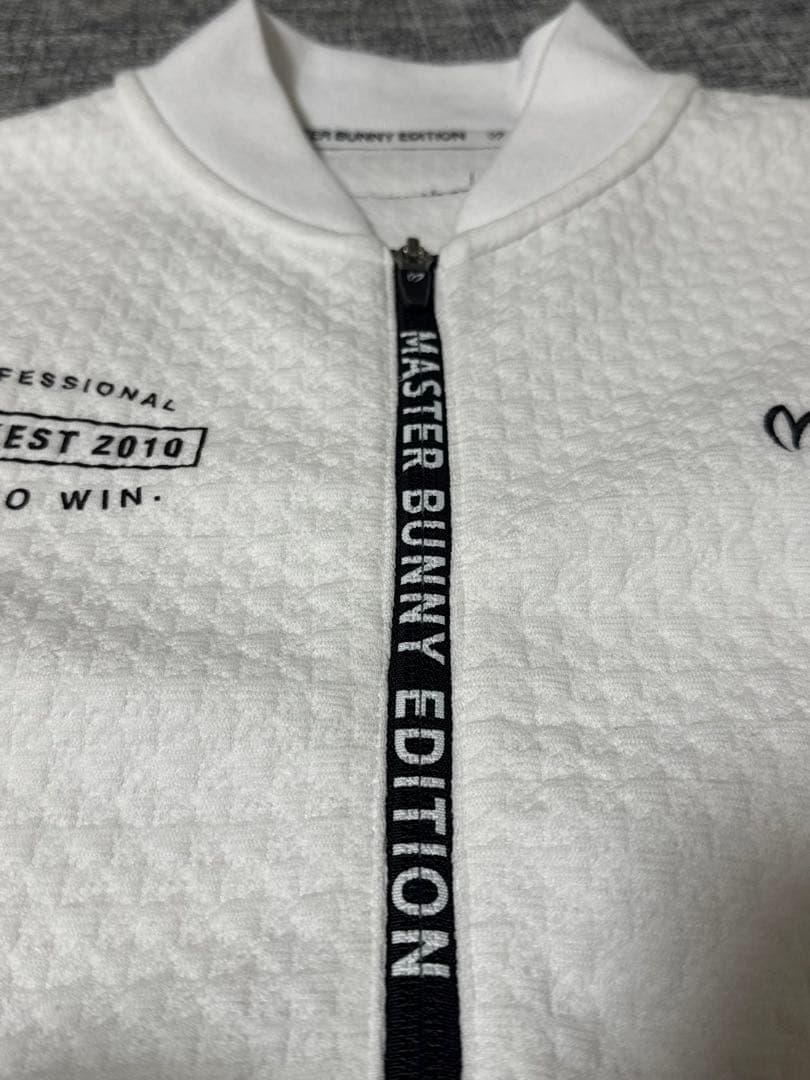 ER BUNNY EDITION
FESSIONAL
EST 2010
O WIN.
MASTER BUNNY EDITION